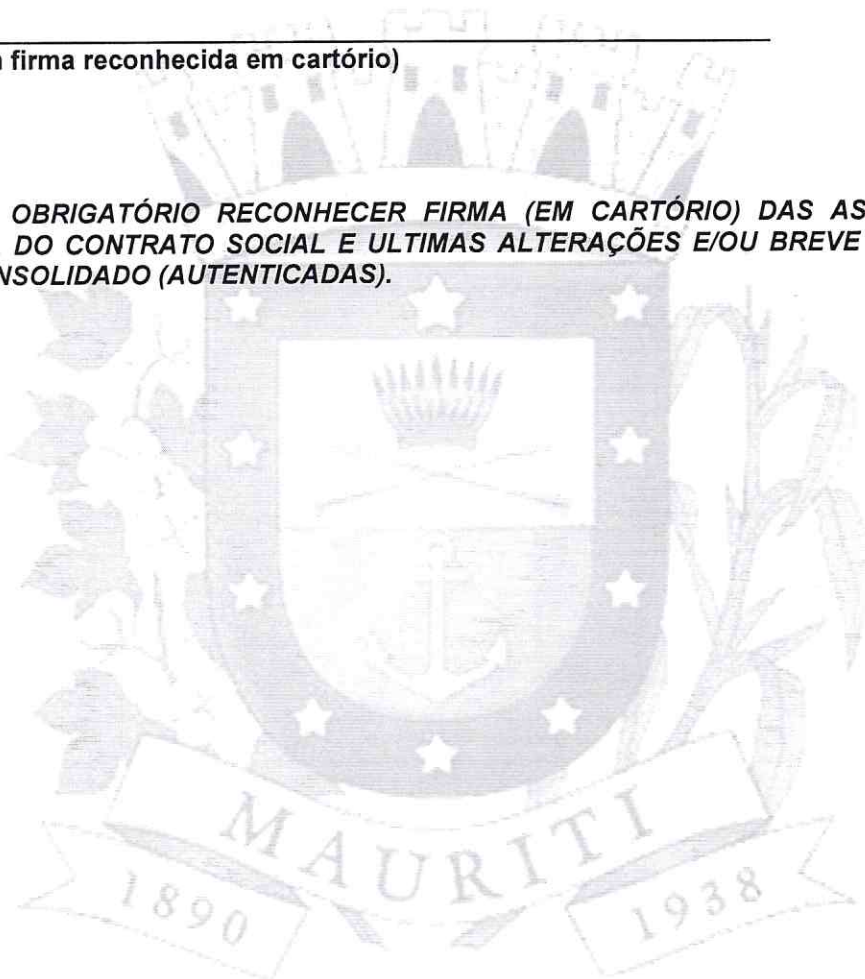 firma reconhecida em cartório)
OBRIGATÓRIO RECONHECER FIRMA (EM CARTÓRIO) DAS AS
DO CONTRATO SOCIAL E ULTIMAS ALTERAÇÕES E/OU BREVE
NSOLIDADO (AUTENTICADAS).
MAURITI
1890
1938